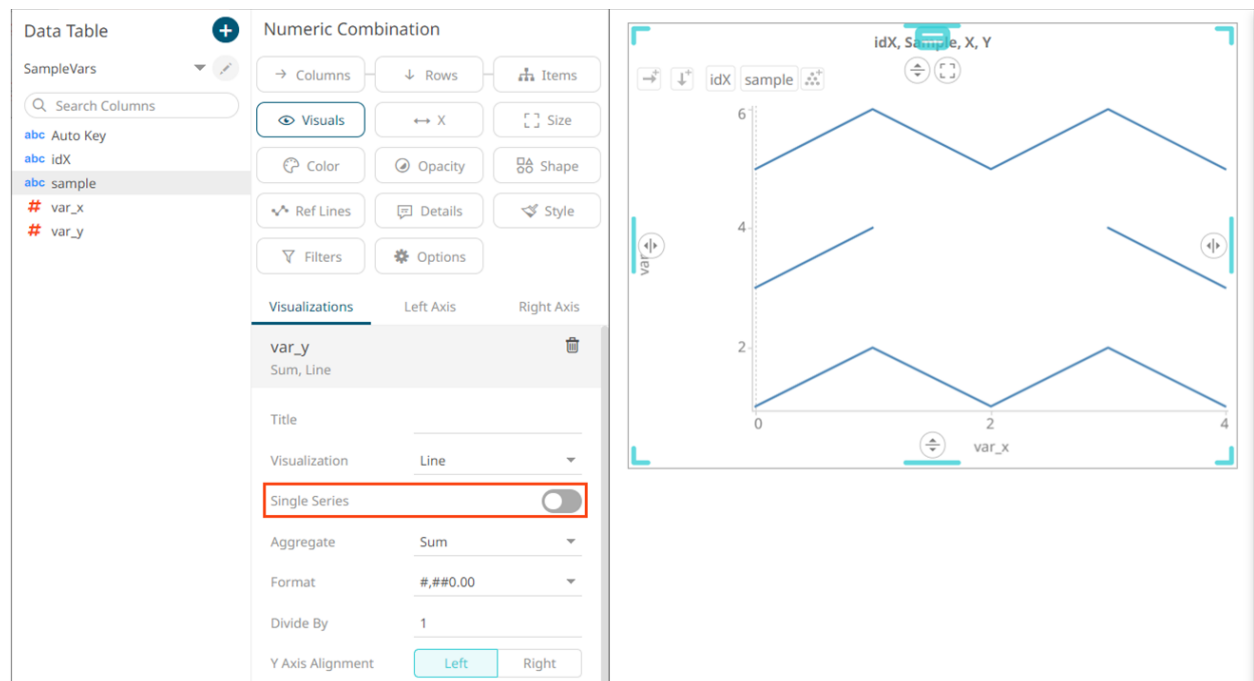 Data Table
SampleVars
Search Columns
abc Auto Key
abc idX
abc sample
# var_x
# var_y
Numeric Combination
Columns
Rows
Items
Visuals
X
Size
Color
Opacity
Shape
Ref Lines
Details
Style
Filters
Options
Visualizations Left Axis Right Axis
var_y
Sum, Line
Title
Visualization Line
Single Series
Aggregate Sum
Format #,##0.00
Divide By 1
Y Axis Alignment Left Right
idX, Sample, X, Y
idX sample
6
4
2
var
0 2 4
var_x